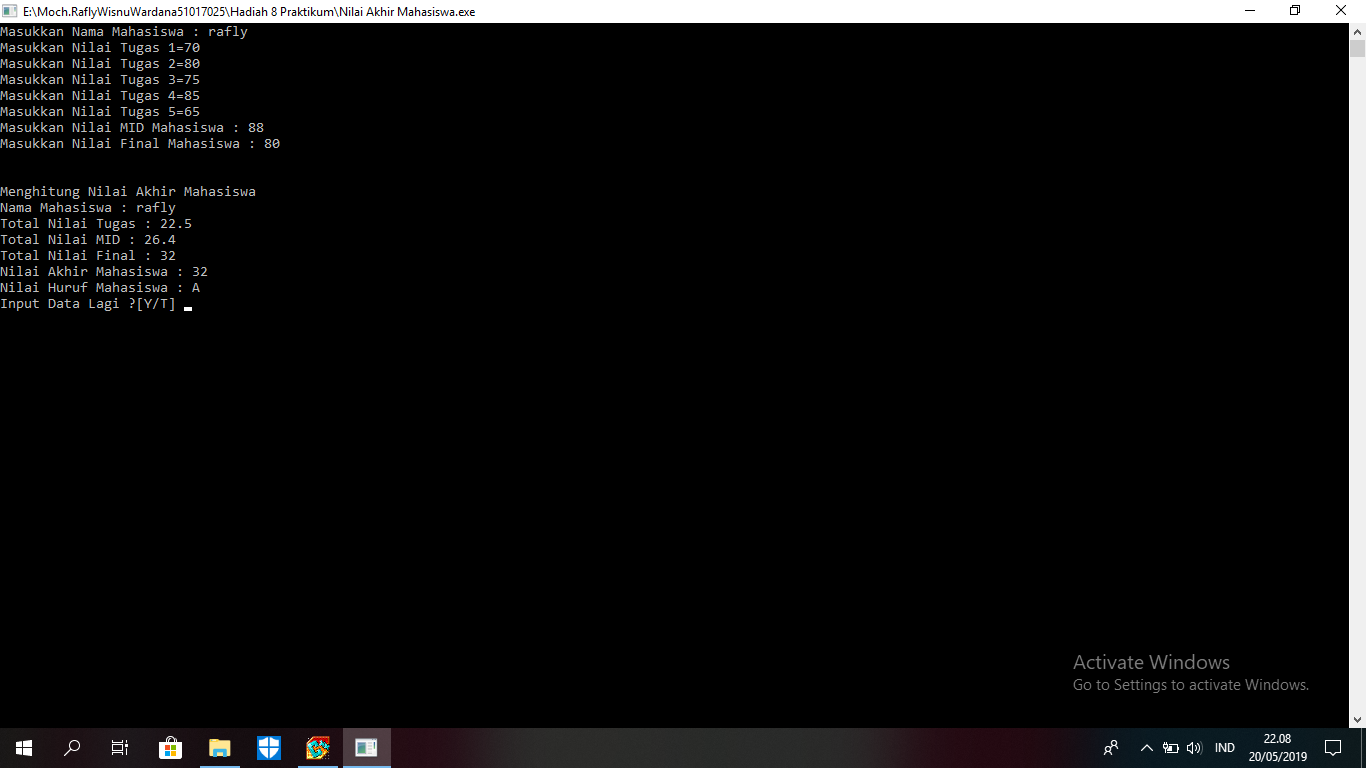 E:\Moch.RaflyWisnuWardana51017025\Hadiah 8 Praktikum\Nilai Akhir Mahasiswa.exe
Masukkan Nama Mahasiswa : rafly
Masukkan Nilai Tugas 1=70
Masukkan Nilai Tugas 2=80
Masukkan Nilai Tugas 3=75
Masukkan Nilai Tugas 4=85
Masukkan Nilai Tugas 5=65
Masukkan Nilai MID Mahasiswa : 88
Masukkan Nilai Final Mahasiswa : 80
Menghitung Nilai Akhir Mahasiswa
Nama Mahasiswa : rafly
Total Nilai Tugas : 22.5
Total Nilai MID : 26.4
Total Nilai Final : 32
Nilai Akhir Mahasiswa : 32
Nilai Huruf Mahasiswa : A
Input Data Lagi ?[Y/T]
Activate Windows
Go to Settings to activate Windows.
IND
22.08
20/05/2019